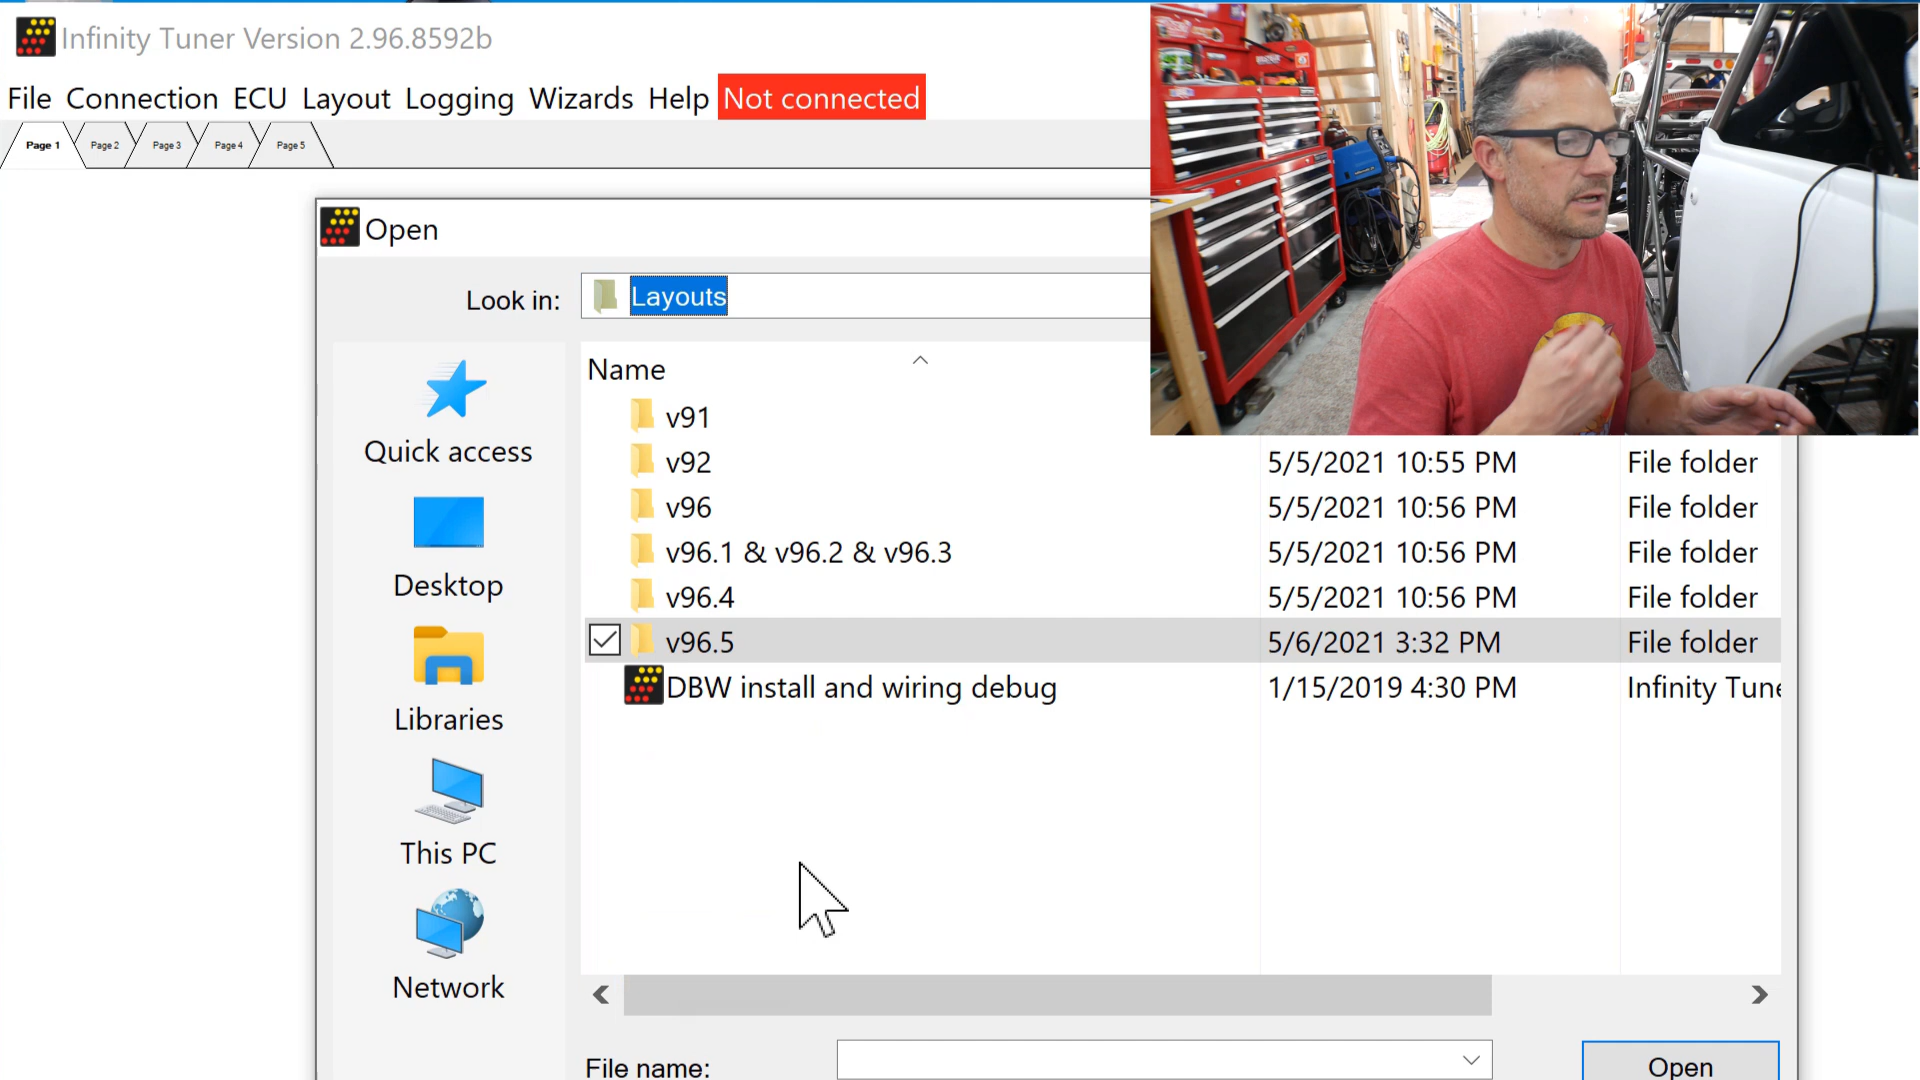 Infinity Tuner Version 2.96.8592b
File Connection ECU Layout Logging Wizards Help Not connected
Page 1 Page 2 Page 3 Page 4 Page 5
Open
Look in: Layouts
Name
v91
v92 5/5/2021 10:55 PM File folder
v96 5/5/2021 10:56 PM File folder
v96.1 & v96.2 & v96.3 5/5/2021 10:56 PM File folder
v96.4 5/5/2021 10:56 PM File folder
v96.5 5/6/2021 3:32 PM File folder
DBW install and wiring debug 1/15/2019 4:30 PM Infinity Tune
Quick access
Desktop
Libraries
This PC
Network
File name:
Open